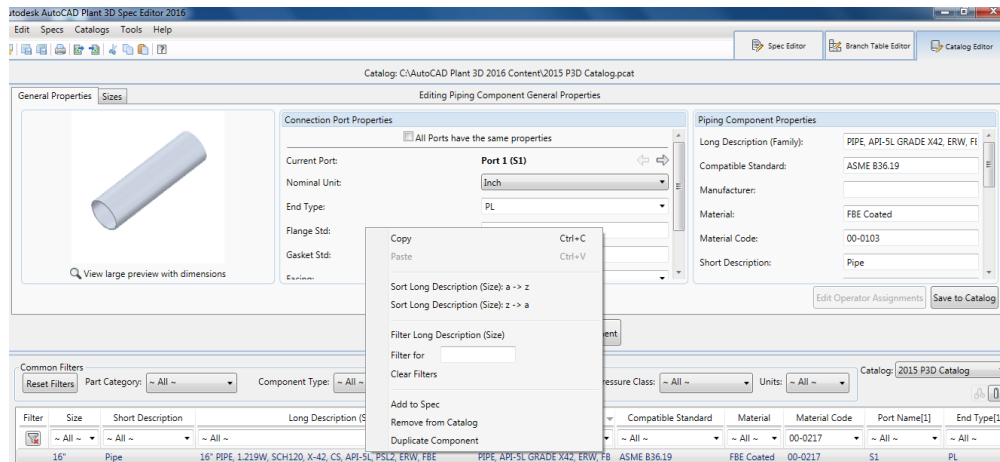 utodesk AutoCAD Plant 3D Spec Editor 2016
Edit Specs Catalogs Tools Help
Spec Editor Branch Table Editor Catalog Editor
Catalog: C:\AutoCAD Plant 3D 2016 Content\2015 P3D Catalog.pcat
General Properties Sizes Editing Piping Component General Properties
Connection Port Properties Piping Component Properties
All Ports have the same properties
Long Description (Family): PIPE, API-5L GRADE X42, ERW, FE
Current Port: Port 1 (S1)
Compatible Standard: ASME B36.19
Nominal Unit: Inch
Manufacturer:
End Type: PL
Material: FBE Coated
Flange Std:
Material Code: 00-0103
Gasket Std:
Short Description: Pipe
Facing:
View large preview with dimensions
Edit Operator Assignments Save to Catalog
Copy Ctrl+C
Paste Ctrl+V
Sort Long Description (Size): a -> z
Sort Long Description (Size): z -> a
Filter Long Description (Size)
Filter for
Clear Filters
Add to Spec
Remove from Catalog
Duplicate Component
ent
Common Filters
Catalog: 2015 P3D Catalog
Reset Filters Part Category: ~ All ~ Component Type: ~ All ~ ressure Class: ~ All ~ Units: ~ All ~
Filter Size Short Description Long Description (S Compatible Standard Material Material Code Port Name[1] End Type[1
~ All ~ ~ All ~ ~ All ~ ~ All ~ ~ All ~ 00-0217 ~ All ~ ~ All ~
16" Pipe 16" PIPE, 1.219W, SCH120, X-42, CS, API-5L, PSL2, ERW, FBE PIPE, API-5L GRADE X42, ERW, FB ASME B36.19 FBE Coated 00-0217 S1 PL